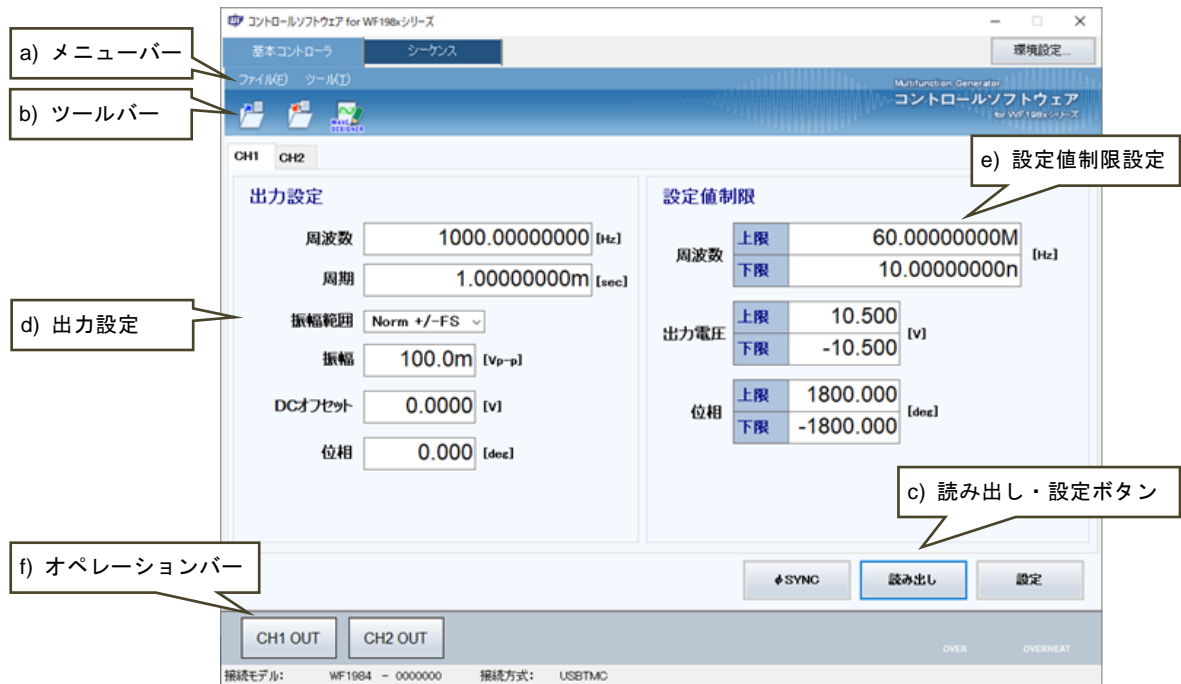 コントロールソフトウェア for WF198xシリーズ
基本コントローラ シーケンス 環境設定...
a) メニューバー
ファイル(F) ツール(T)
Multifunction Generator
コントロールソフトウェア
for WF198xシリーズ
b) ツールバー
WAVE
DESIGNER
CH1 CH2
e) 設定値制限設定
出力設定
周波数 1000.00000000 [Hz]
周期 1.00000000m [sec]
d) 出力設定
振幅範囲 Norm +/-FS
振幅 100.0m [Vp-p]
DCオフセット 0.0000 [V]
位相 0.000 [deg]
設定値制限
周波数 上限 60.00000000M [Hz]
下限 10.00000000n
出力電圧 上限 10.500 [V]
下限 -10.500
位相 上限 1800.000 [deg]
下限 -1800.000
c) 読み出し・設定ボタン
f) オペレーションバー
φSYNC 読み出し 設定
CH1 OUT CH2 OUT
OVER OVERHEAT
接続モデル: WF1984 - 0000000 接続方式: USBTMC